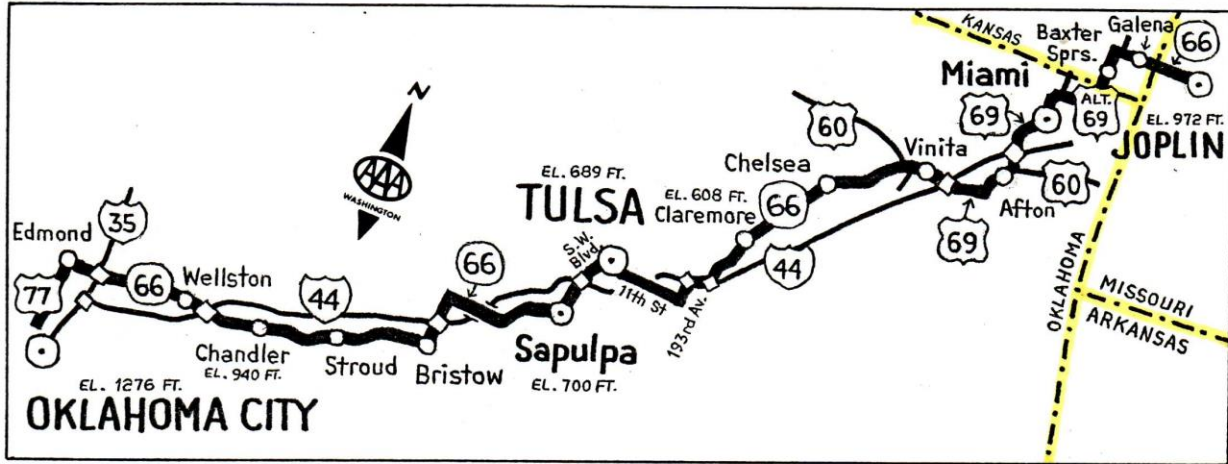 KANSAS
Baxter
Sprs.
Galena
66
Miami
69
ALT.
69
EL. 972 FT.
JOPLIN
60
Vinita
60
Afton
69
N
AAA
WASHINGTON
EL. 689 FT.
TULSA
Chelsea
EL. 608 FT.
Claremore
66
44
S.W.
Blvd.
11th St
193rd Av.
Edmond
35
77
66
Wellston
44
66
Chandler
EL. 940 FT.
Stroud
Bristow
Sapulpa
EL. 700 FT.
EL. 1276 FT.
OKLAHOMA CITY
OKLAHOMA
MISSOURI
ARKANSAS